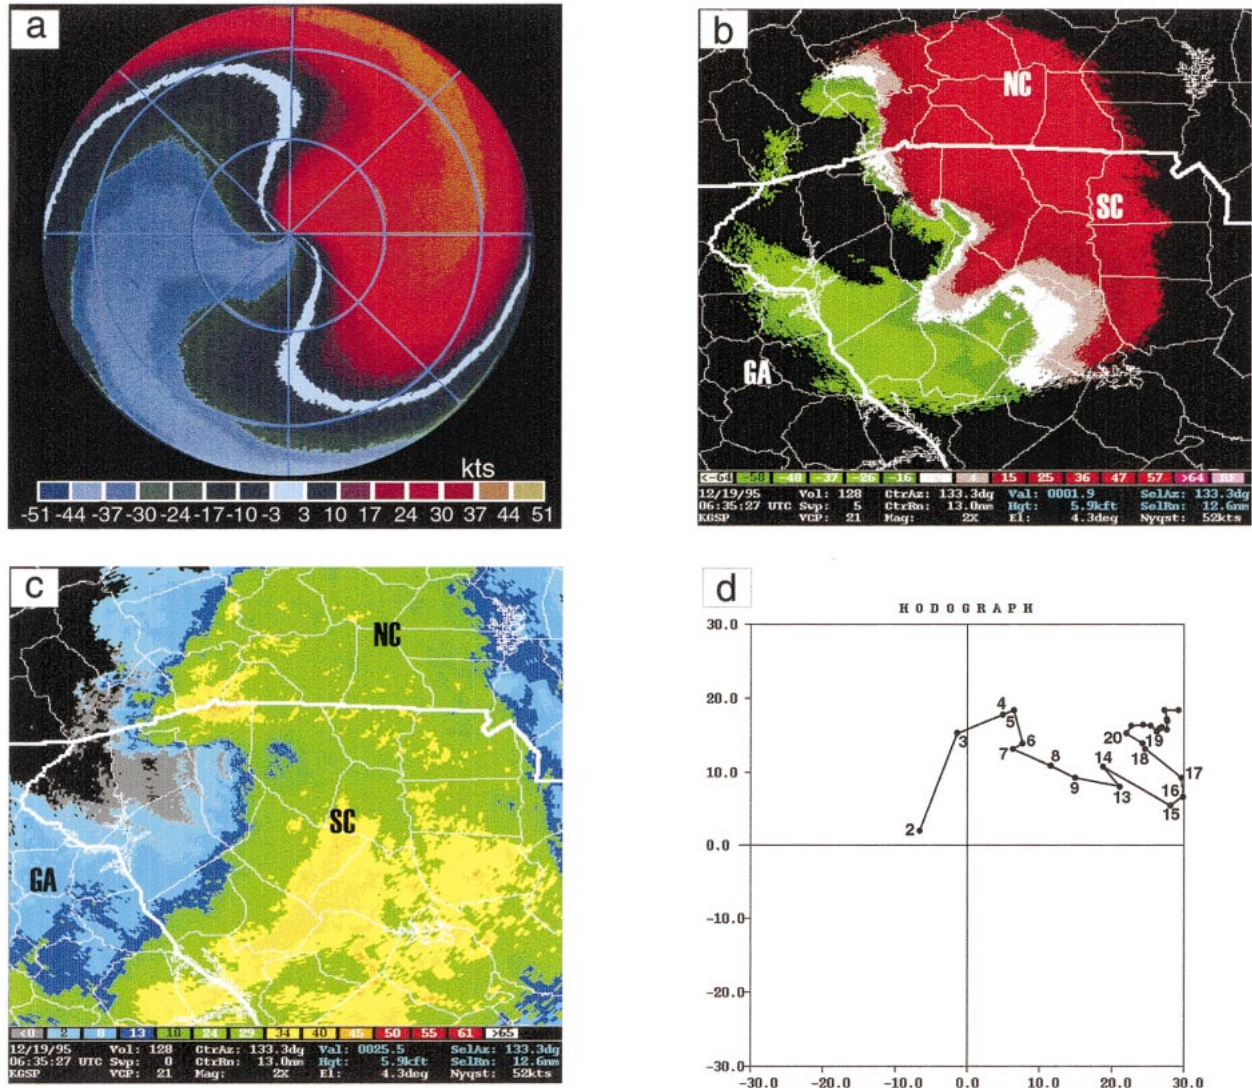 a
kts
-51 -44 -37 -30 -24 -17 -10 -3 3 10 17 24 30 37 44 51
b
NC
SC
GA
<-64 -50 -40 -37 -26 -16 4 15 25 36 47 57 >64 RF
12/19/95 Vol: 128 CtrAz: 133.3dg Val: 0001.9 SelAz: 133.3dg
06:35:27 UTC Swp: 5 CtrRn: 13.0nm Hgt: 5.9kft SelRn: 12.6nm
KGSP VCP: 21 Mag: 2X El: 4.3deg Nyqst: 52kts
c
NC
SC
GA
<0 2 8 13 18 24 29 34 40 45 50 55 61 >65
12/19/95 Vol: 128 CtrAz: 133.3dg Val: 0025.5 SelAz: 133.3dg
06:35:27 UTC Swp: 0 CtrRn: 13.0nm Hgt: 5.9kft SelRn: 12.6nm
KGSP VCP: 21 Mag: 2X El: 4.3deg Nyqst: 52kts
d
HODOGRAPH
30.0
20.0
10.0
0.0
-10.0
-20.0
-30.0
4
5
3
6
7
8
9
2
20
19
18
14
13
17
16
15
-30.0 -20.0 -10.0 0.0 10.0 20.0 30.0